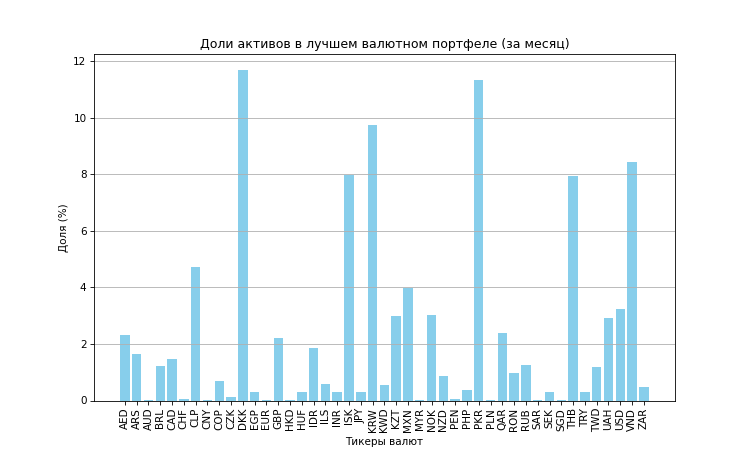 Доли активов в лучшем валютном портфеле (за месяц)
Доля (%)
12
10
8
6
4
2
0
AED ARS AUD BRL CAD CHF CLP CNY COP CZK DKK EGP EUR GBP HKD HUF IDR ILS INR ISK JPY KRW KWD KZT MXN MYR NOK NZD PEN PHP PKR PLN QAR RON RUB SAR SEK SGD THB TRY TWD UAH USD VND ZAR
Тикеры валют